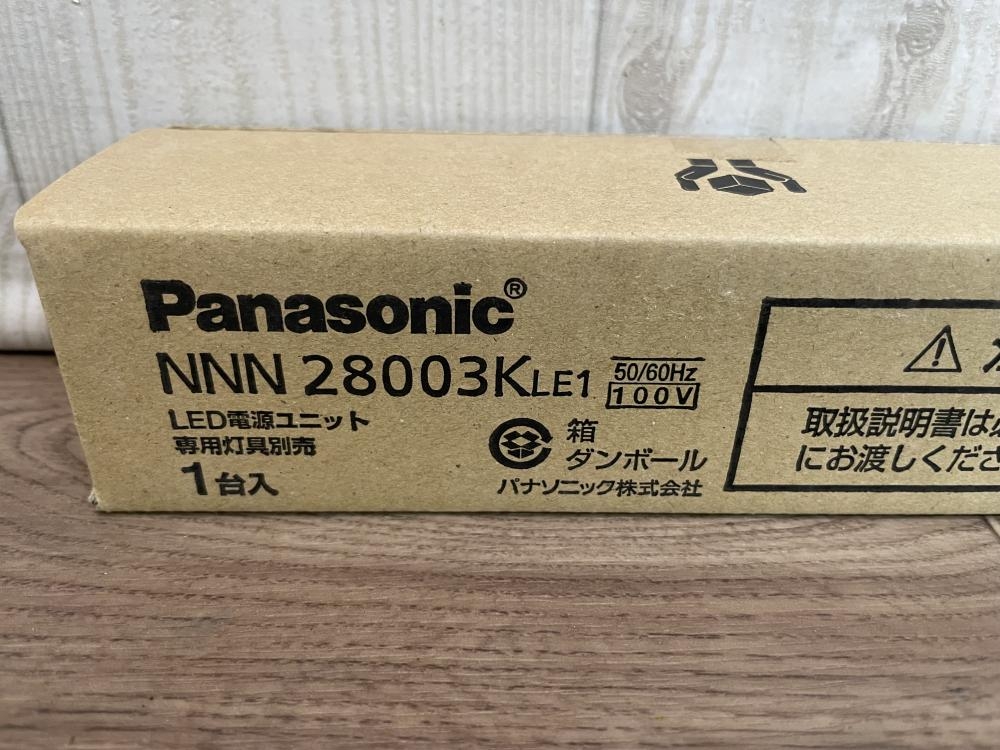 Panasonic®
NNN 28003KLE1
50/60Hz
100V
LED電源ユニット
専用灯具別売
1台入
箱
ダンボール
パナソニック株式会社
取扱説明書は
にお渡しくださ